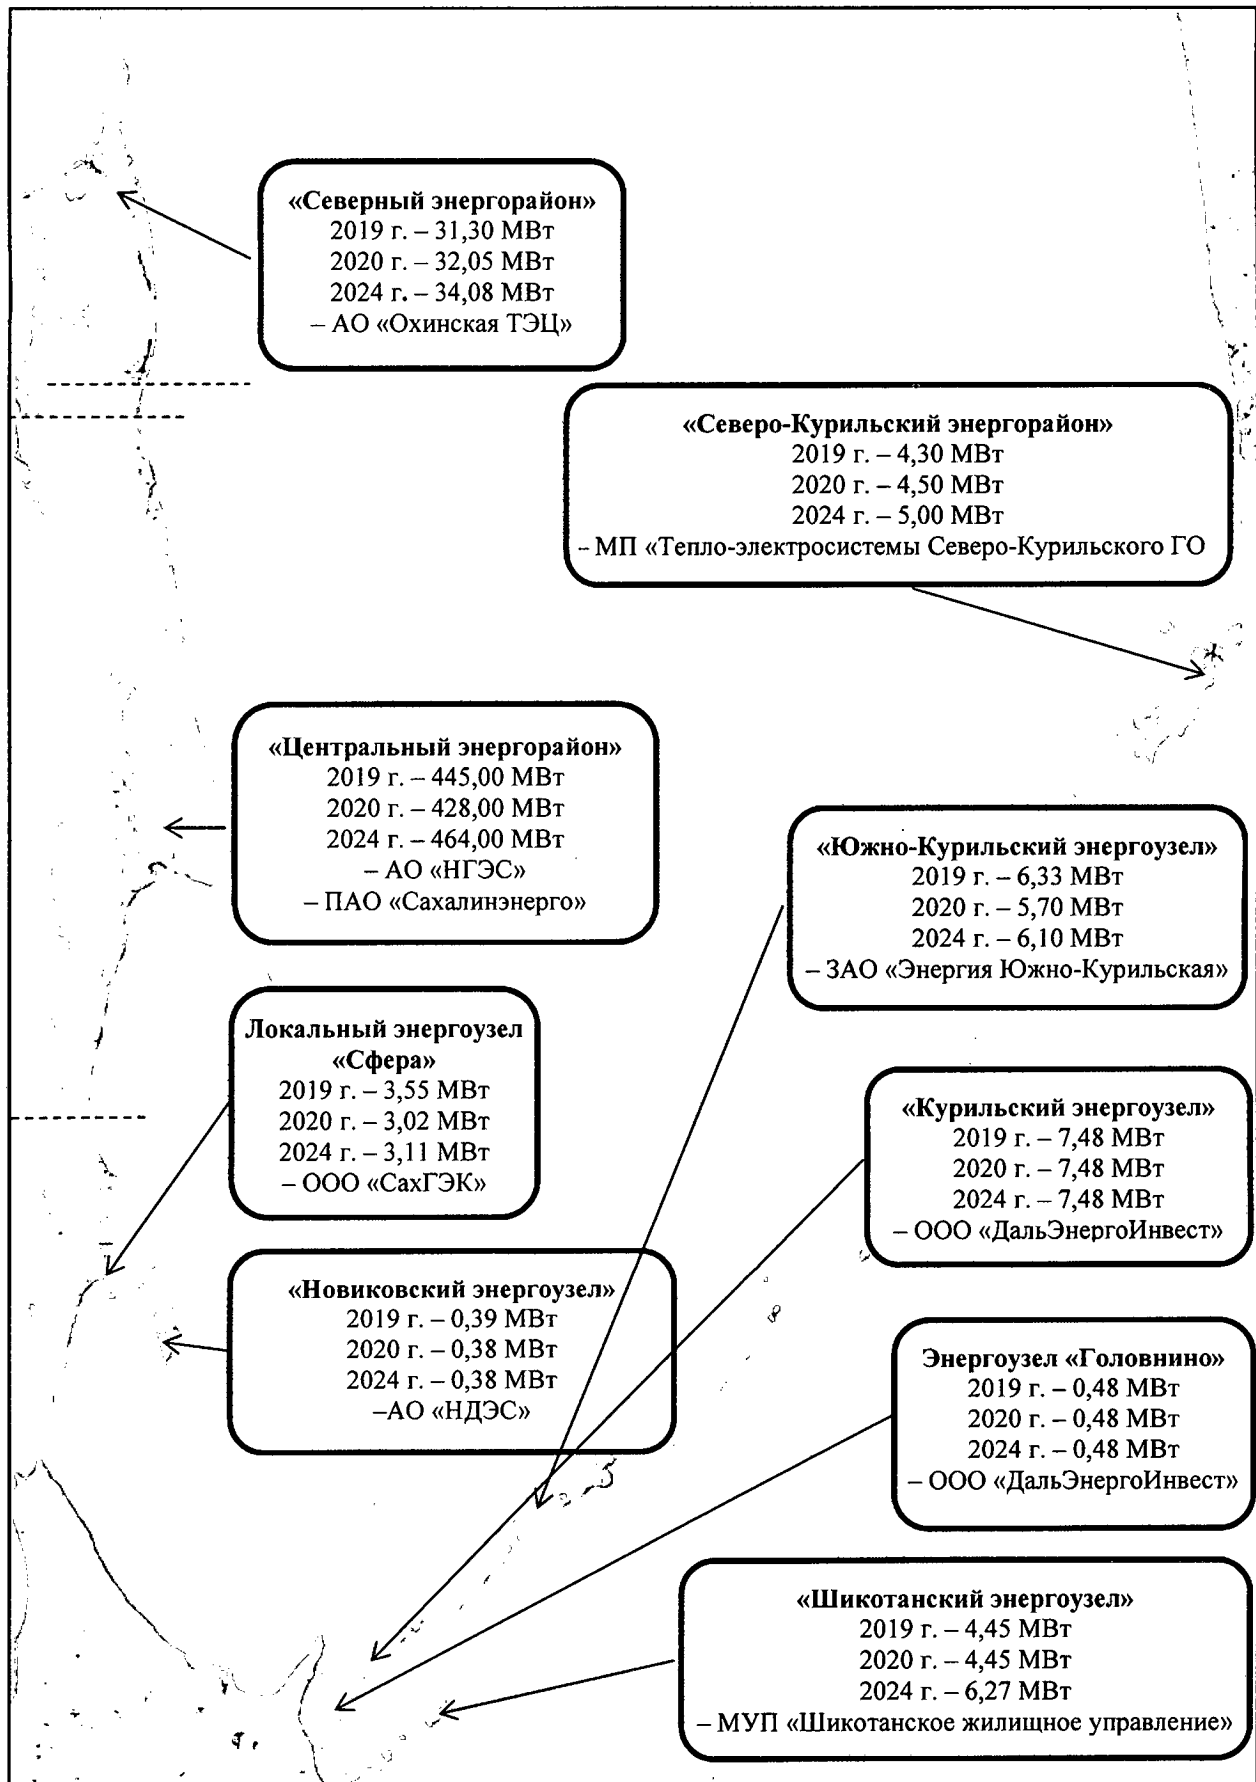 «Северный энергорайон»
2019 г. – 31,30 МВт
2020 г. – 32,05 МВт
2024 г. – 34,08 МВт
– АО «Охинская ТЭЦ»
«Северо-Курильский энергорайон»
2019 г. – 4,30 МВт
2020 г. – 4,50 МВт
2024 г. – 5,00 МВт
– МП «Тепло-электросистемы Северо-Курильского ГО
«Центральный энергорайон»
2019 г. – 445,00 МВт
2020 г. – 428,00 МВт
2024 г. – 464,00 МВт
– АО «НГЭС»
– ПАО «Сахалинэнерго»
«Южно-Курильский энергоузел»
2019 г. – 6,33 МВт
2020 г. – 5,70 МВт
2024 г. – 6,10 МВт
– ЗАО «Энергия Южно-Курильская»
Локальный энергоузел
«Сфера»
2019 г. – 3,55 МВт
2020 г. – 3,02 МВт
2024 г. – 3,11 МВт
– ООО «СахГЭК»
«Курильский энергоузел»
2019 г. – 7,48 МВт
2020 г. – 7,48 МВт
2024 г. – 7,48 МВт
– ООО «ДальЭнергоИнвест»
«Новиковский энергоузел»
2019 г. – 0,39 МВт
2020 г. – 0,38 МВт
2024 г. – 0,38 МВт
–АО «НДЭС»
Энергоузел «Головнино»
2019 г. – 0,48 МВт
2020 г. – 0,48 МВт
2024 г. – 0,48 МВт
– ООО «ДальЭнергоИнвест»
«Шикотанский энергоузел»
2019 г. – 4,45 МВт
2020 г. – 4,45 МВт
2024 г. – 6,27 МВт
– МУП «Шикотанское жилищное управление»